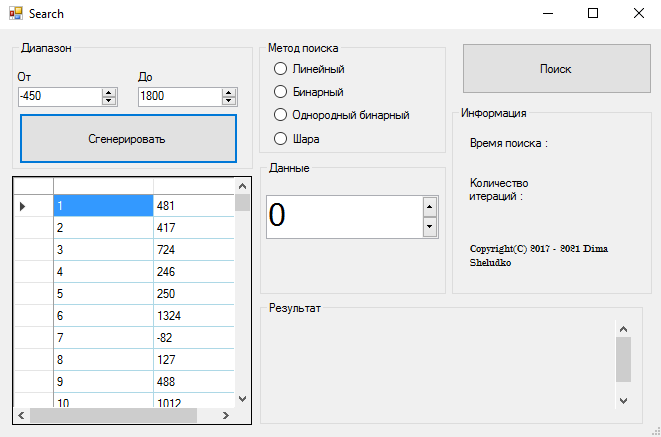 Search
Диапазон
От
До
-450
1800
Сгенерировать
1 481
2 417
3 724
4 246
5 250
6 1324
7 -82
8 127
9 488
10 1012
Метод поиска
Линейный
Бинарный
Однородный бинарный
Шара
Данные
0
Поиск
Информация
Время поиска :
Количество
итераций :
Copyright(C) 2017 - 2021 Dima
Sheludko
Результат